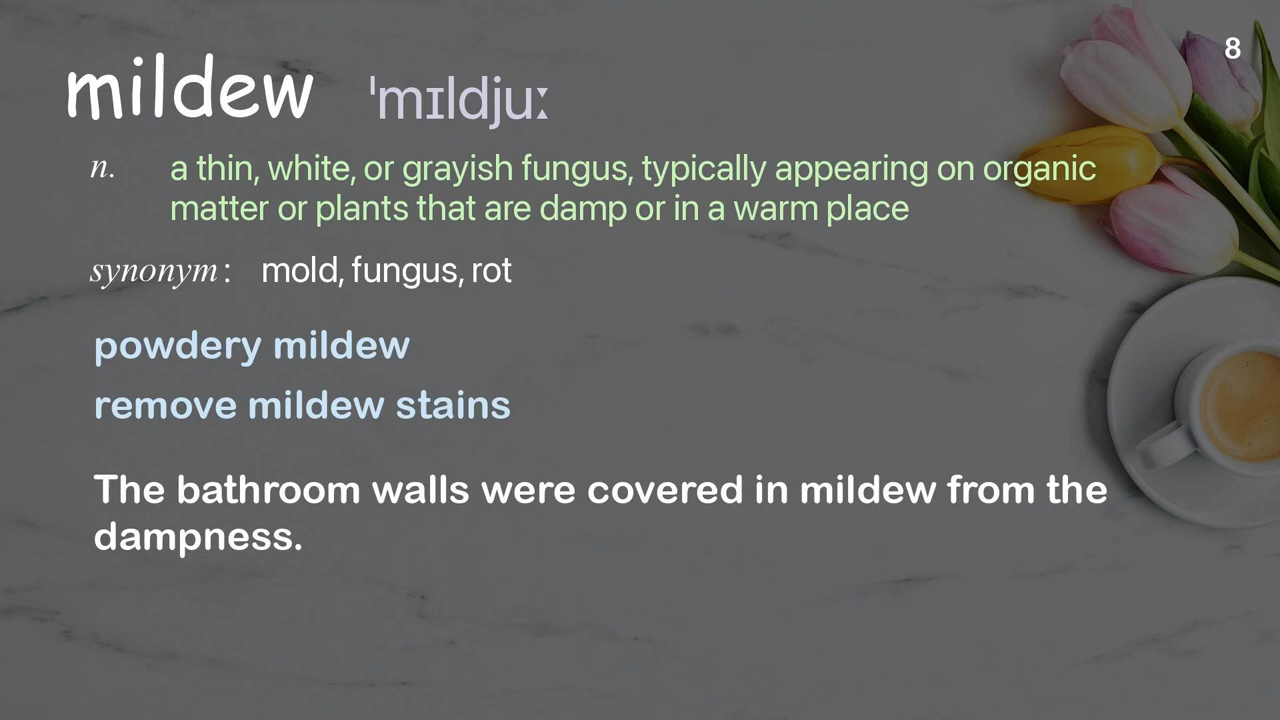 8
mildew ˈmɪldjuː
n. a thin, white, or grayish fungus, typically appearing on organic
matter or plants that are damp or in a warm place
synonym: mold, fungus, rot
powdery mildew
remove mildew stains
The bathroom walls were covered in mildew from the
dampness.